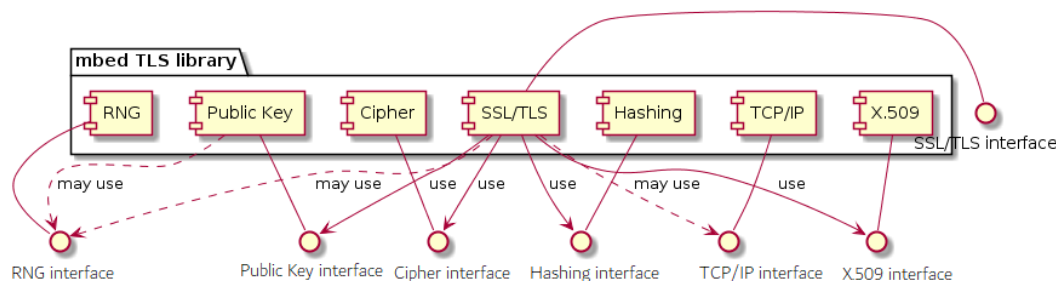 mbed TLS library
RNG
Public Key
Cipher
SSL/TLS
Hashing
TCP/IP
X.509
SSL/TLS interface
may use
may use
use
use
use
may use
use
RNG interface
Public Key interface
Cipher interface
Hashing interface
TCP/IP interface
X.509 interface